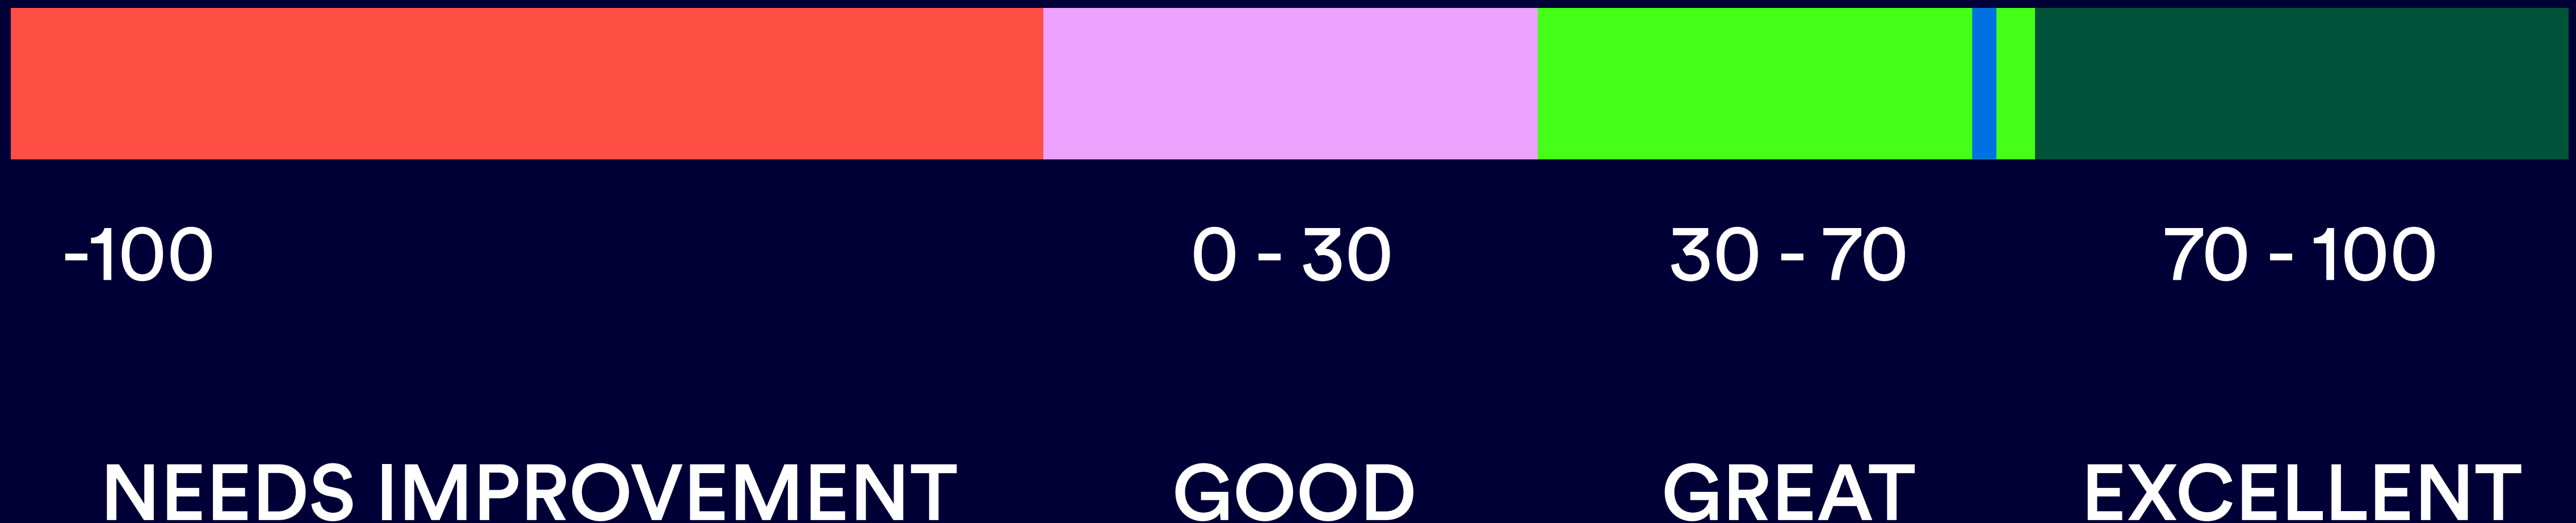 -100 0 - 30 30 - 70 70 - 100
NEEDS IMPROVEMENT GOOD GREAT EXCELLENT